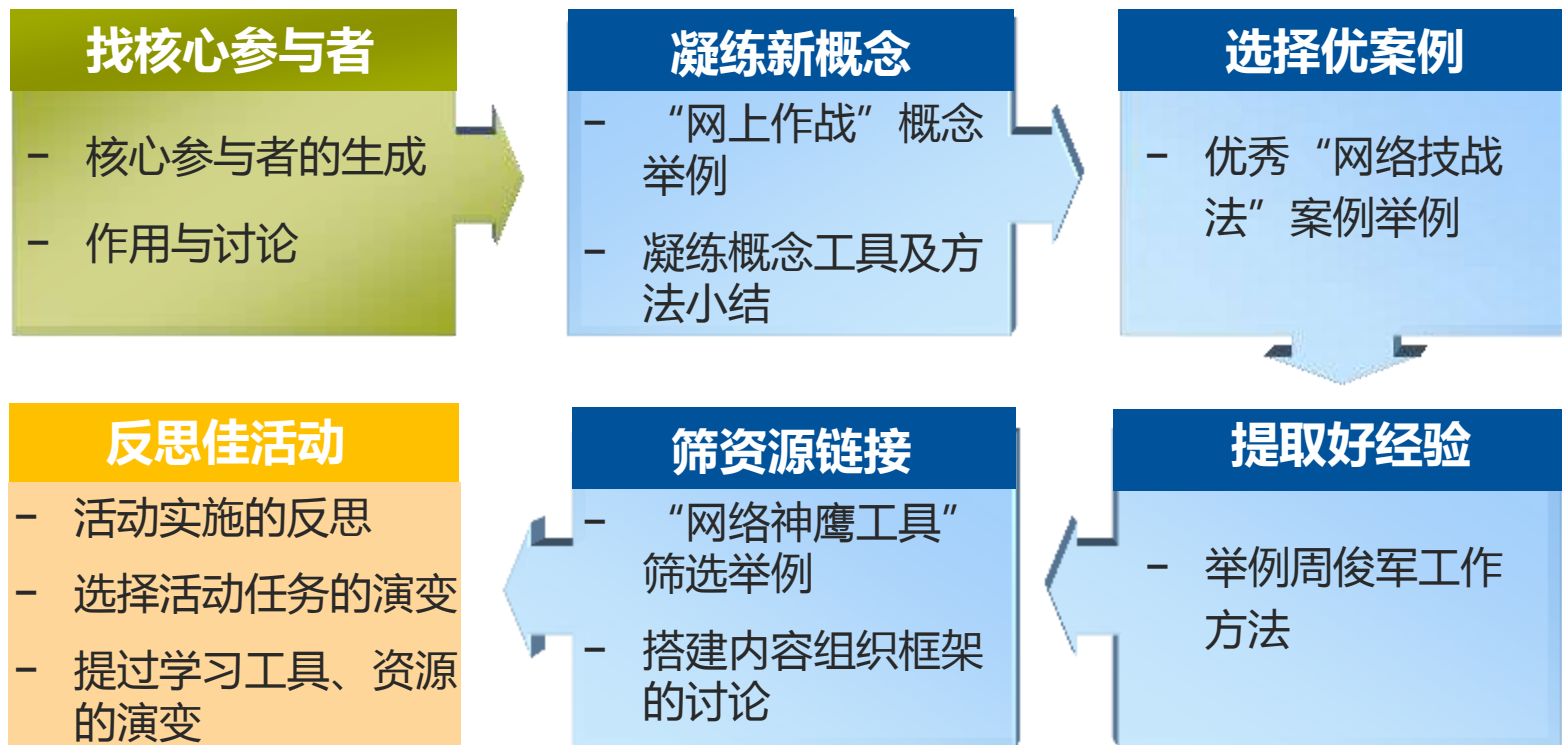 找核心参与者
– 核心参与者的生成
– 作用与讨论
凝练新概念
– “网上作战”概念
举例
– 凝练概念工具及方
法小结
选择优案例
– 优秀“网络技战
法”案例举例
提取好经验
– 举例周俊军工作
方法
筛资源链接
– “网络神鹰工具”
筛选举例
– 搭建内容组织框架
的讨论
反思佳活动
– 活动实施的反思
– 选择活动任务的演变
– 提过学习工具、资源
的演变